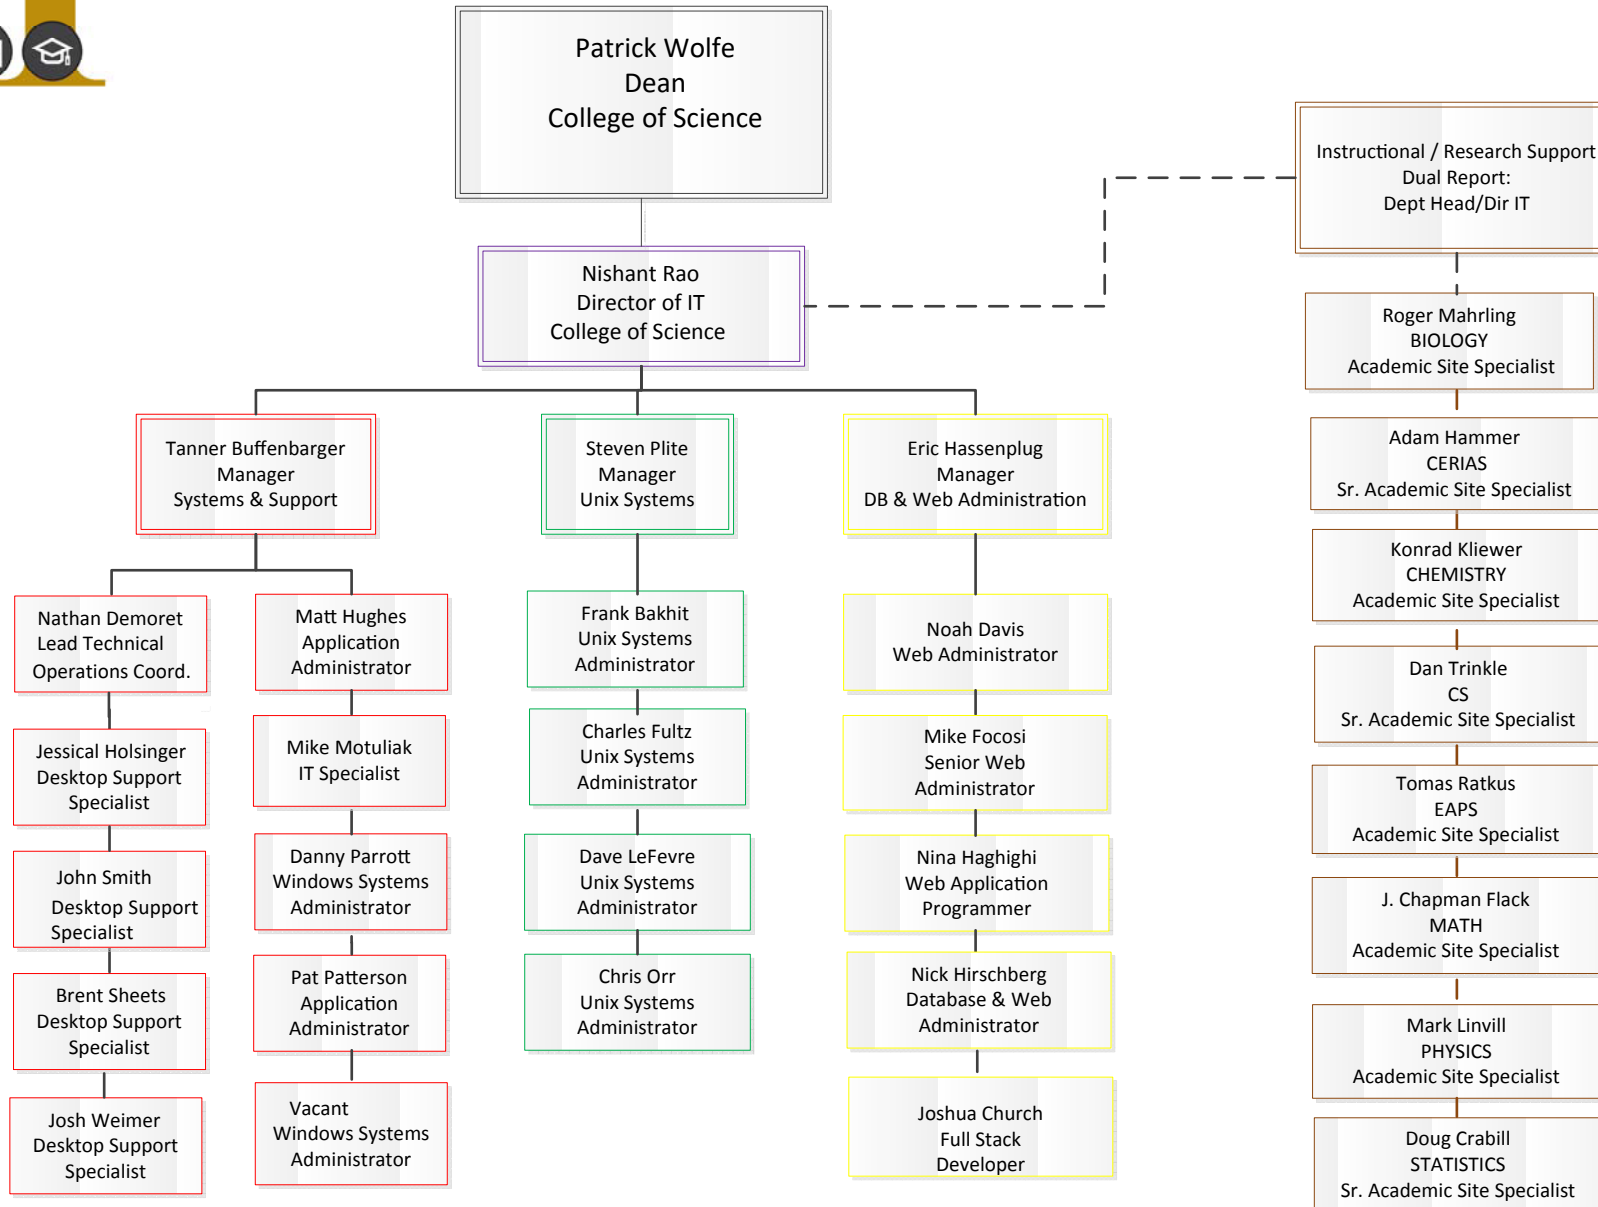 Patrick Wolfe
Dean
College of Science
Instructional / Research Support
Dual Report:
Dept Head/Dir IT
Nishant Rao
Director of IT
College of Science
Roger Mahrling
BIOLOGY
Academic Site Specialist
Tanner Buffenbarger
Manager
Systems & Support
Steven Plite
Manager
Unix Systems
Eric Hassenplug
Manager
DB & Web Administration
Adam Hammer
CERIAS
Sr. Academic Site Specialist
Konrad Kliewer
CHEMISTRY
Academic Site Specialist
Nathan Demoret
Lead Technical
Operations Coord.
Matt Hughes
Application
Administrator
Frank Bakhit
Unix Systems
Administrator
Noah Davis
Web Administrator
Dan Trinkle
CS
Sr. Academic Site Specialist
Jessical Holsinger
Desktop Support
Specialist
Mike Motuliak
IT Specialist
Charles Fultz
Unix Systems
Administrator
Mike Focosi
Senior Web
Administrator
Tomas Ratkus
EAPS
Academic Site Specialist
John Smith
Desktop Support
Specialist
Danny Parrott
Windows Systems
Administrator
Dave LeFevre
Unix Systems
Administrator
Nina Haghighi
Web Application
Programmer
J. Chapman Flack
MATH
Academic Site Specialist
Brent Sheets
Desktop Support
Specialist
Pat Patterson
Application
Administrator
Chris Orr
Unix Systems
Administrator
Nick Hirschberg
Database & Web
Administrator
Mark Linvill
PHYSICS
Academic Site Specialist
Josh Weimer
Desktop Support
Specialist
Vacant
Windows Systems
Administrator
Joshua Church
Full Stack
Developer
Doug Crabill
STATISTICS
Sr. Academic Site Specialist